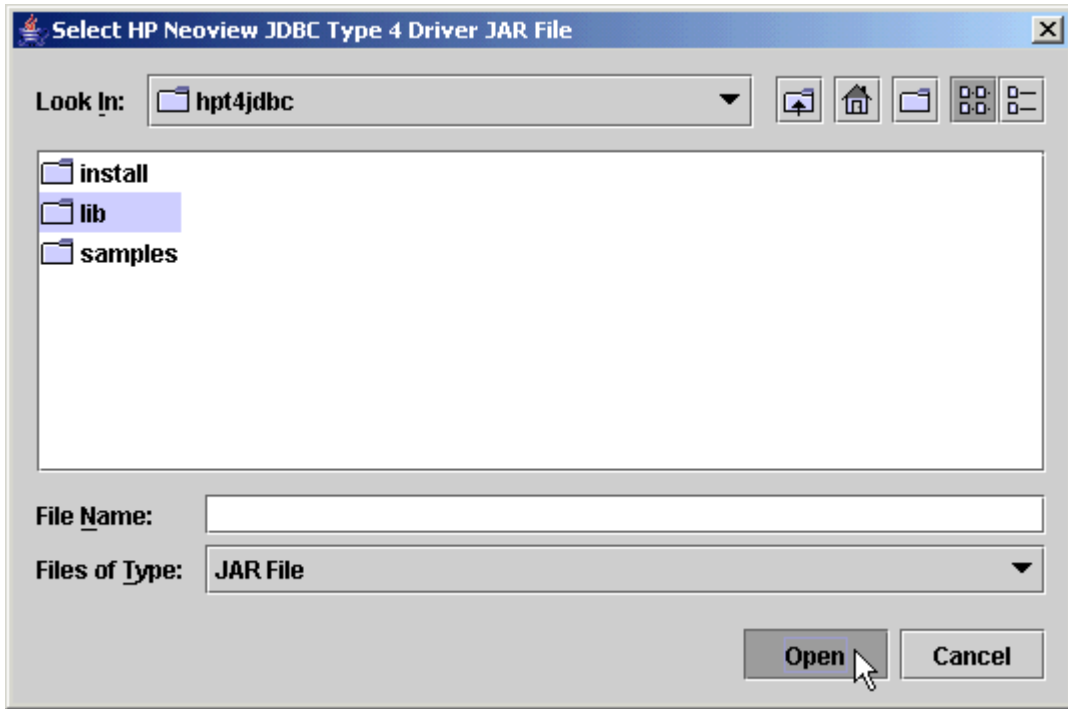 Select HP Neoview JDBC Type 4 Driver JAR File
Look In: hpt4jdbc
install
lib
samples
File Name:
Files of Type: JAR File
Open Cancel